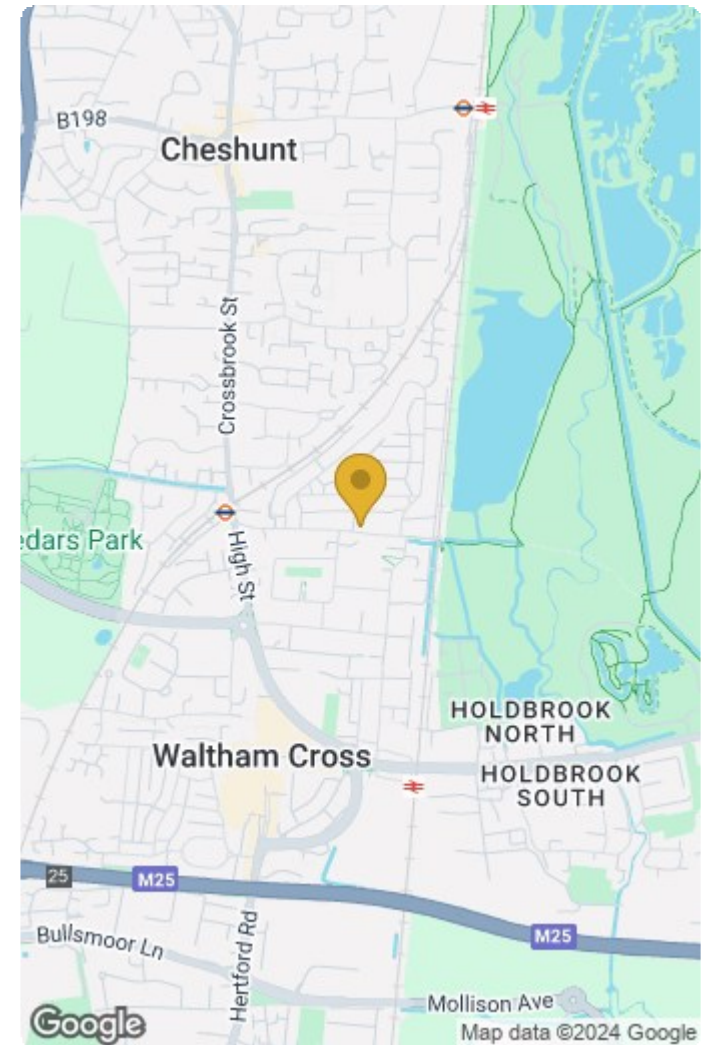 B198
Cheshunt
Crossbrook St
edars Park
High St
HOLDBROOK
NORTH
Waltham Cross
HOLDBROOK
SOUTH
25
M25
M25
Bullsmoor Ln
Hertford Rd
Mollison Ave
Google
Map data ©2024 Google